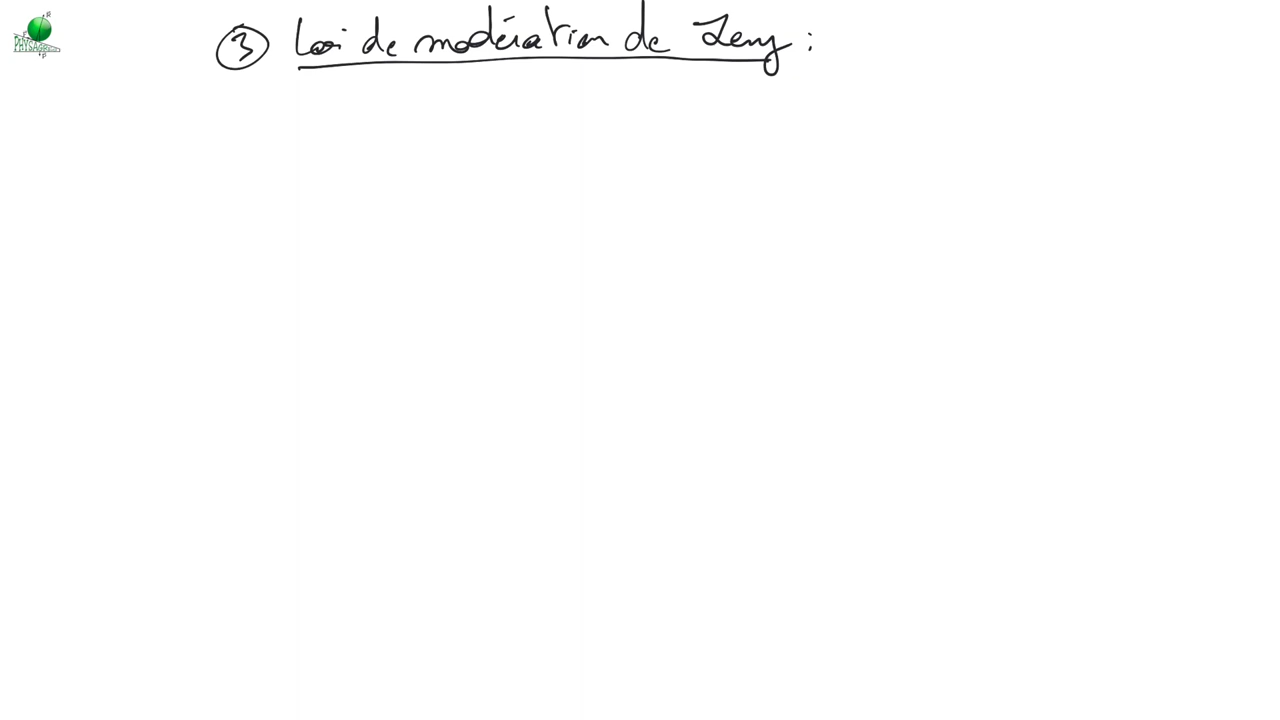 ③ Loi de modération de Lenz :